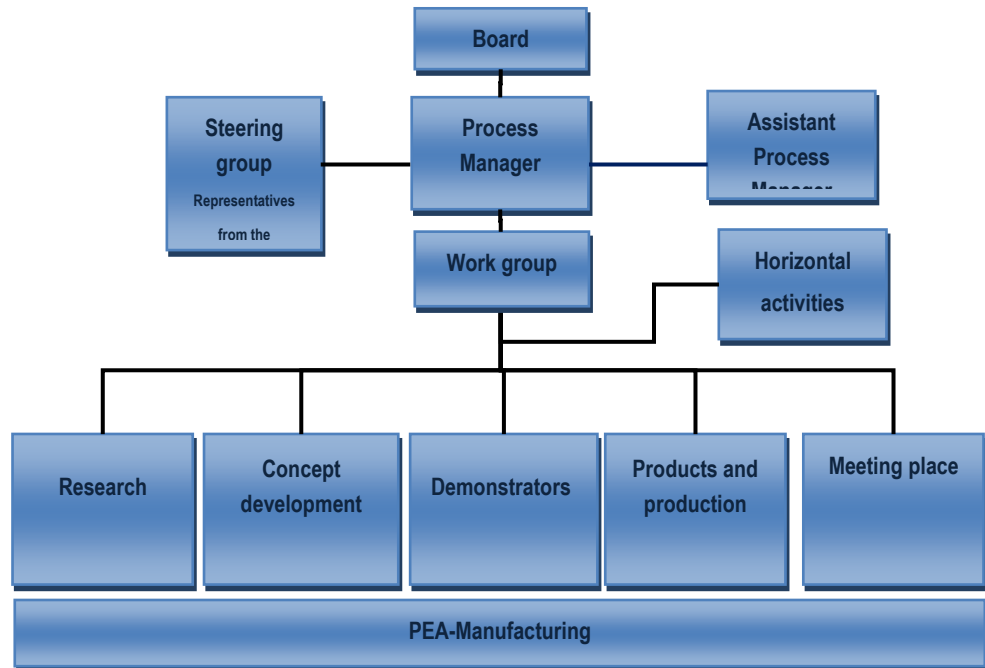 Board
Steering
group
Representatives
from the
Process
Manager
Assistant
Process
Manager
Work group
Horizontal
activities
Research
Concept
development
Demonstrators
Products and
production
Meeting place
PEA-Manufacturing